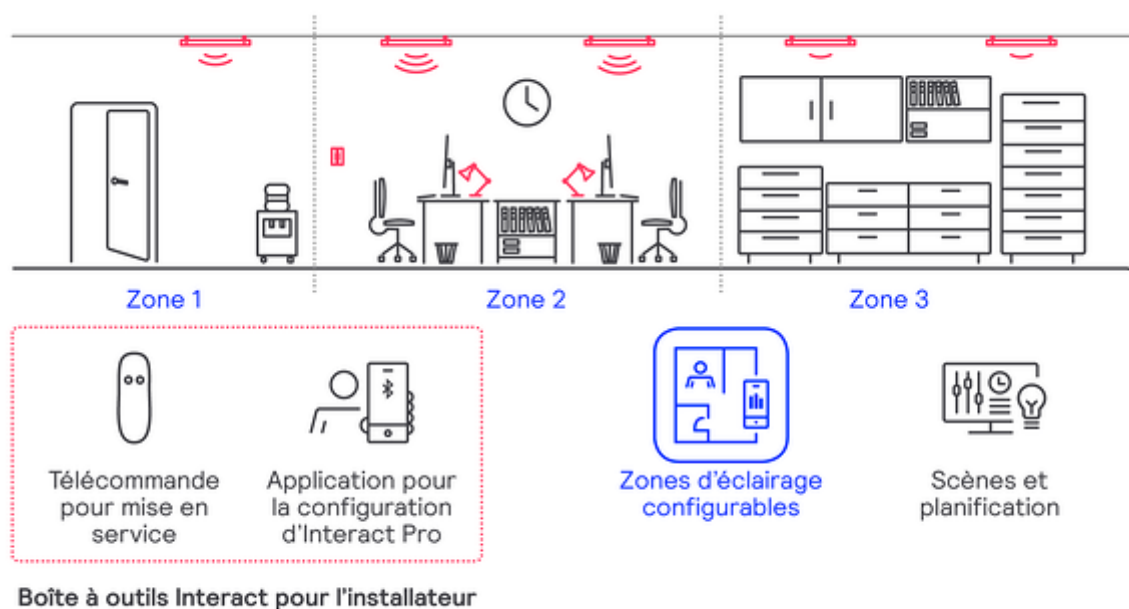 Zone 1
Zone 2
Zone 3
Télécommande
pour mise en
service
Application pour
la configuration
d'Interact Pro
Zones d'éclairage
configurables
Scènes et
planification
Boîte à outils Interact pour l'installateur